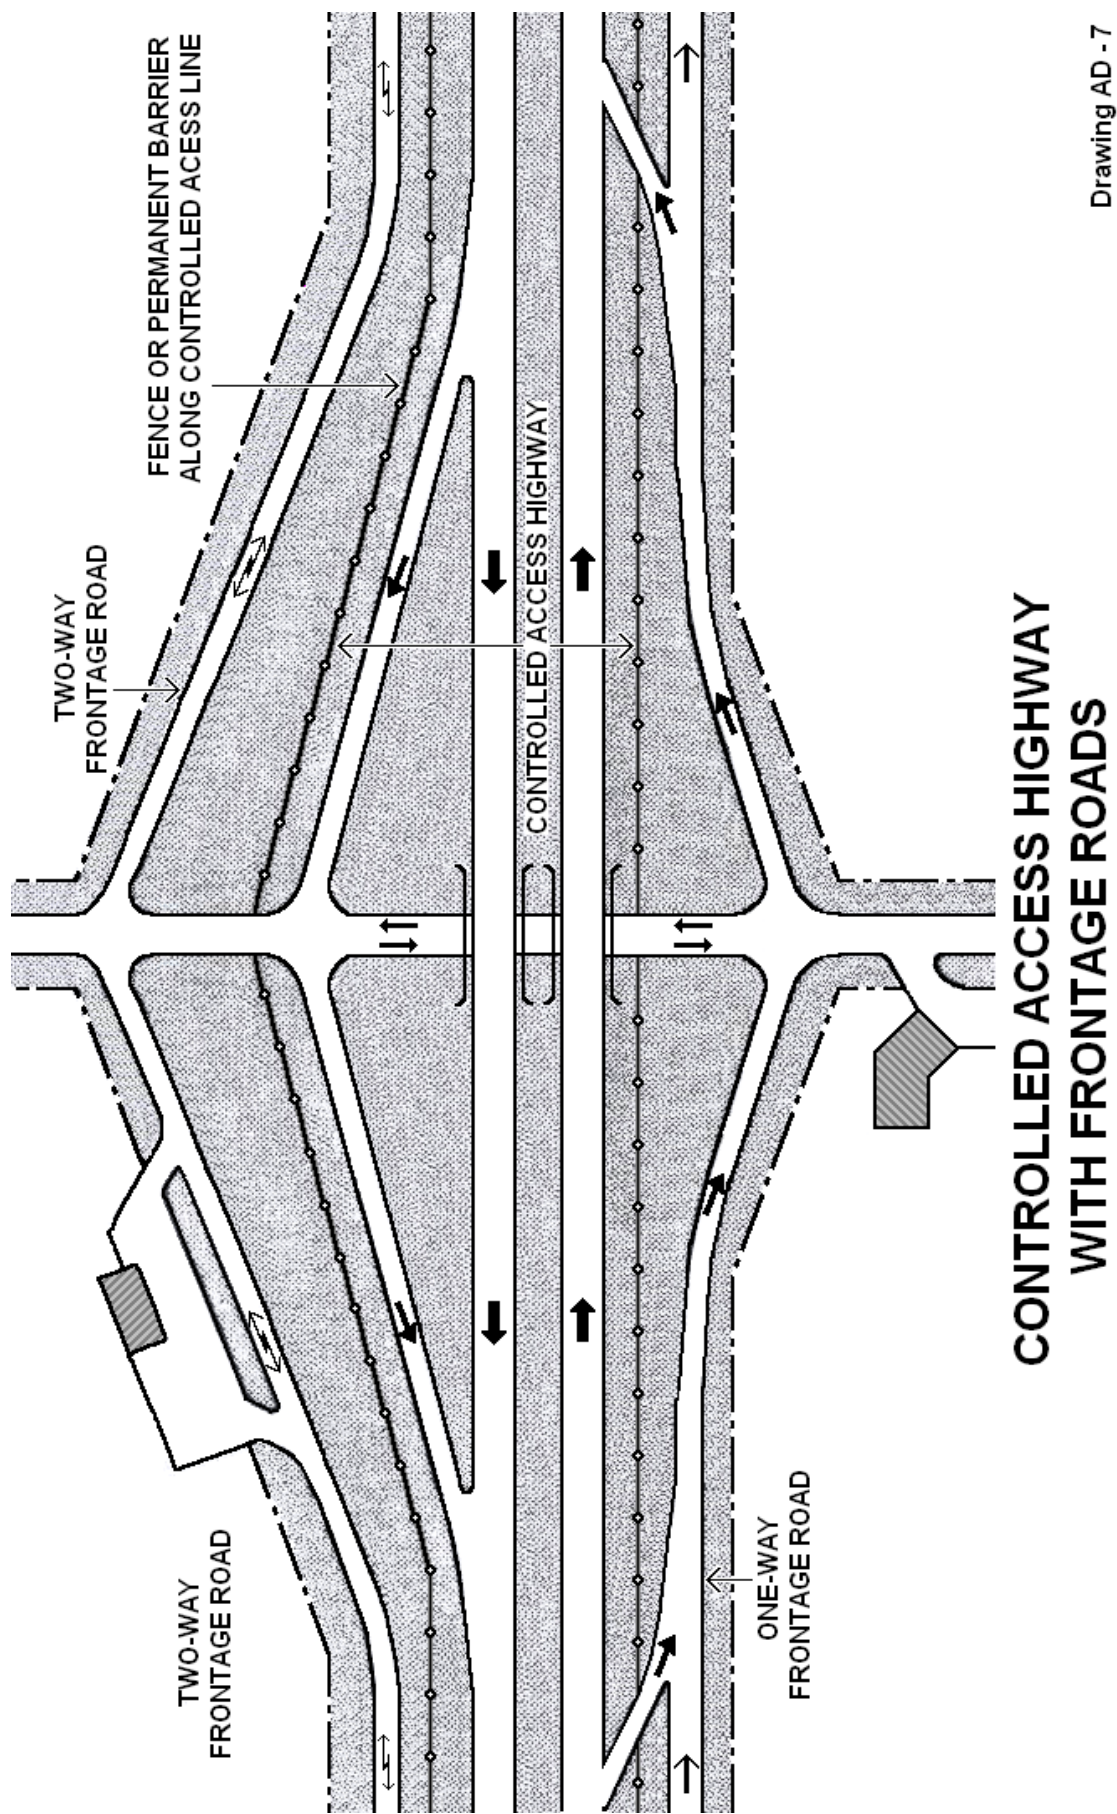 FENCE OR PERMANENT BARRIER
ALONG CONTROLLED ACESS LINE
TWO-WAY
FRONTAGE ROAD
CONTROLLED ACCESS HIGHWAY
TWO-WAY
FRONTAGE ROAD
ONE-WAY
FRONTAGE ROAD
CONTROLLED ACCESS HIGHWAY
WITH FRONTAGE ROADS
Drawing AD - 7